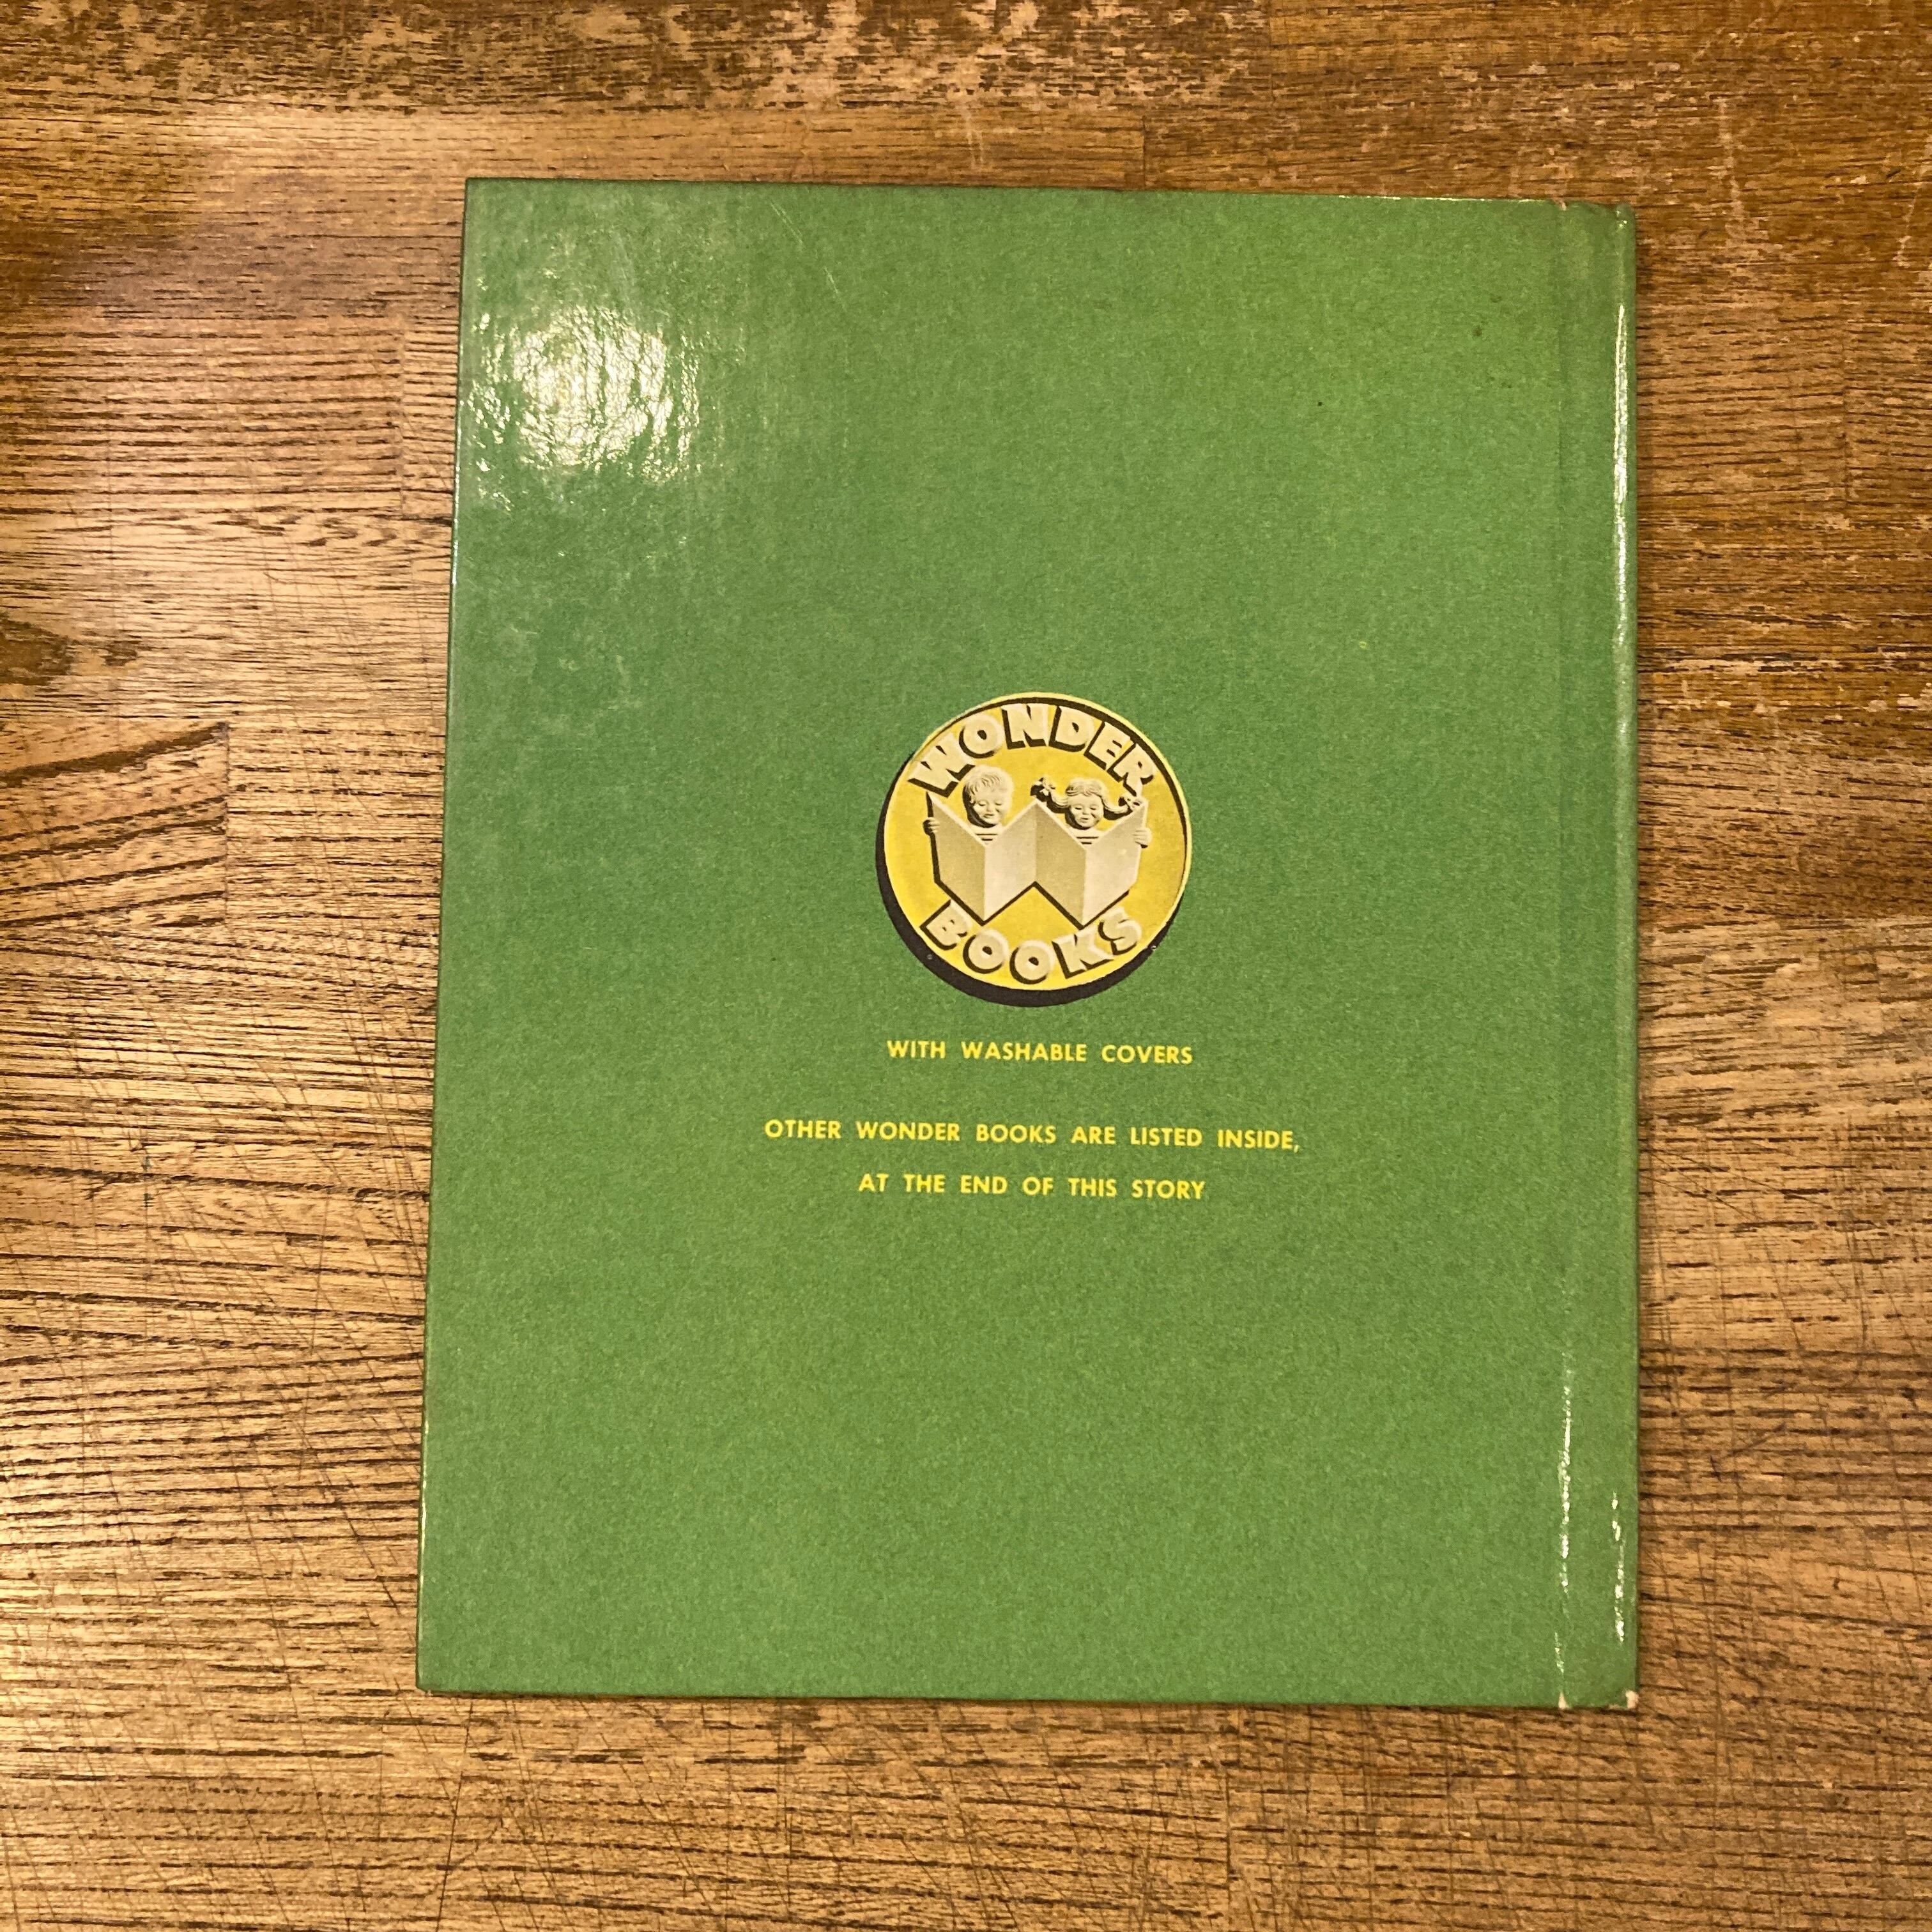 WONDER
BOOKS
WITH WASHABLE COVERS
OTHER WONDER BOOKS ARE LISTED INSIDE,
AT THE END OF THIS STORY